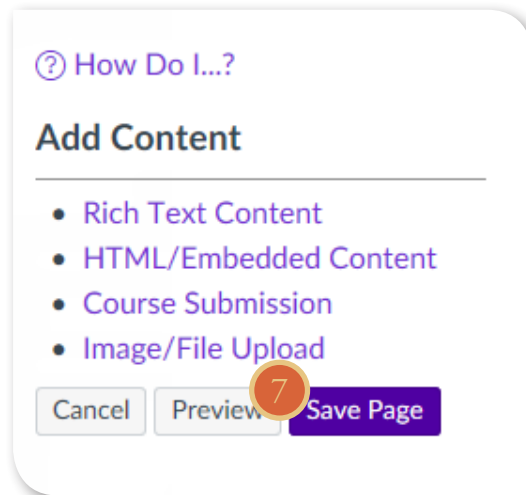 ? How Do I...?
Add Content
• Rich Text Content
• HTML/Embedded Content
• Course Submission
• Image/File Upload
Cancel Preview 7 Save Page